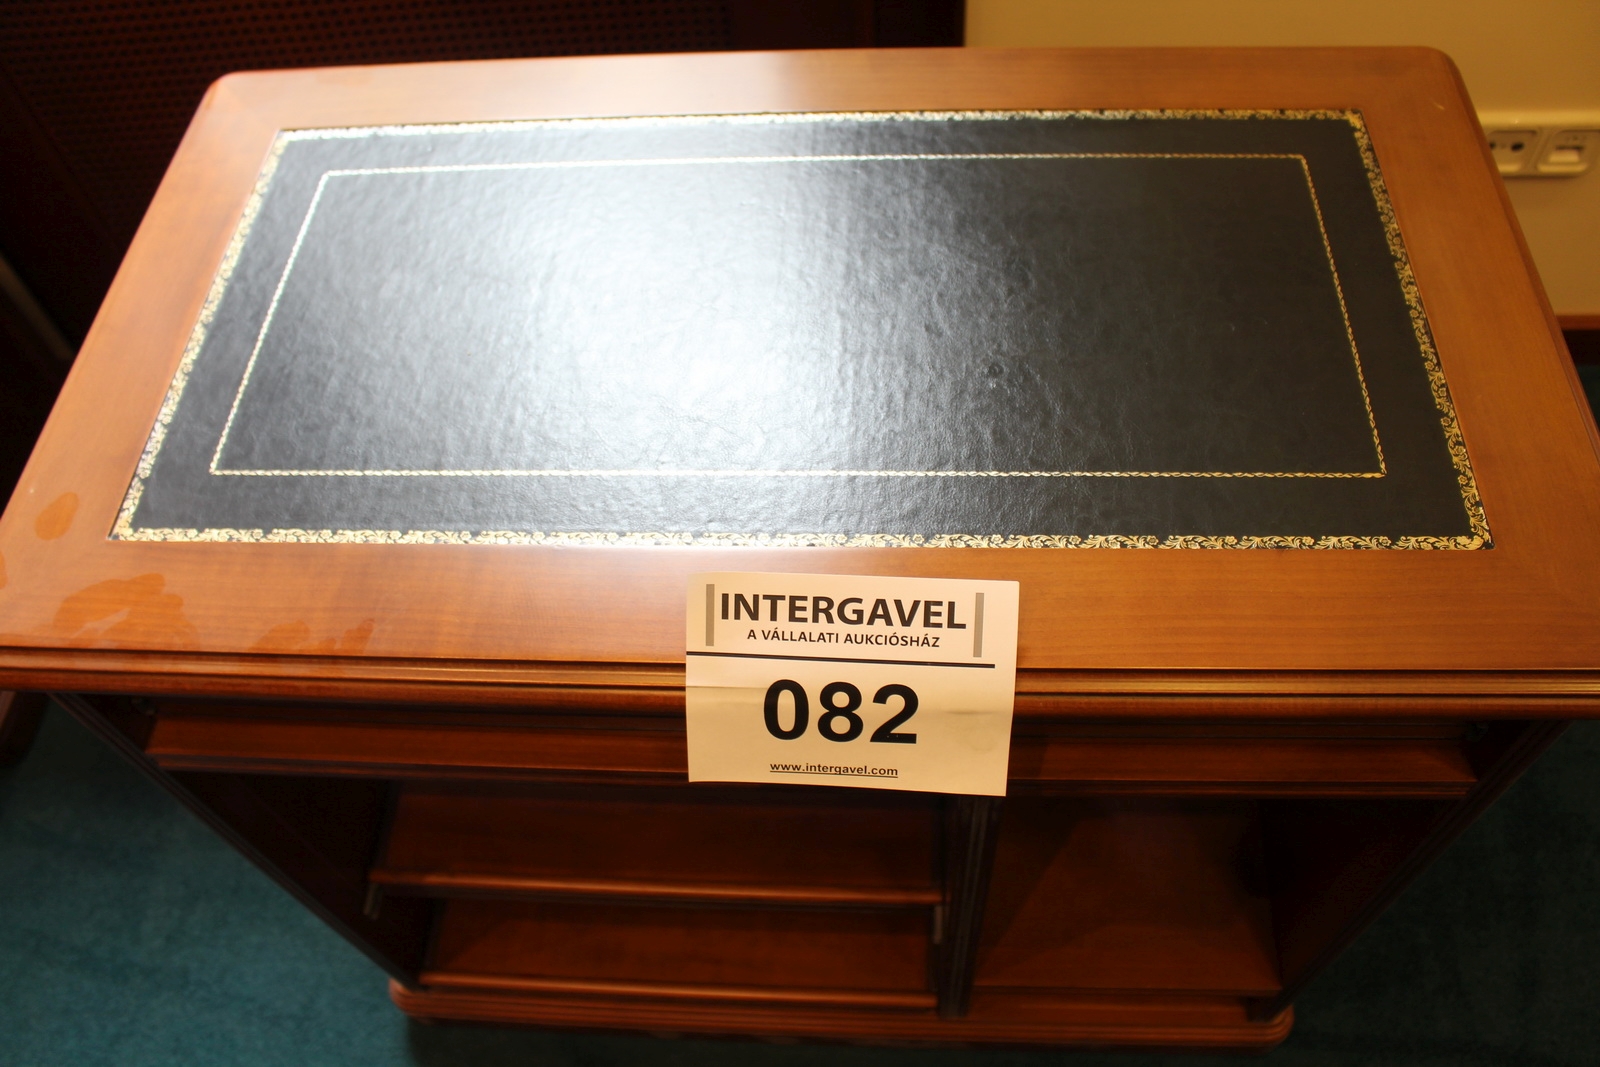 INTERGAVEL
A VÁLLALATI AUKCIÓSHÁZ
082
www.intergavel.com